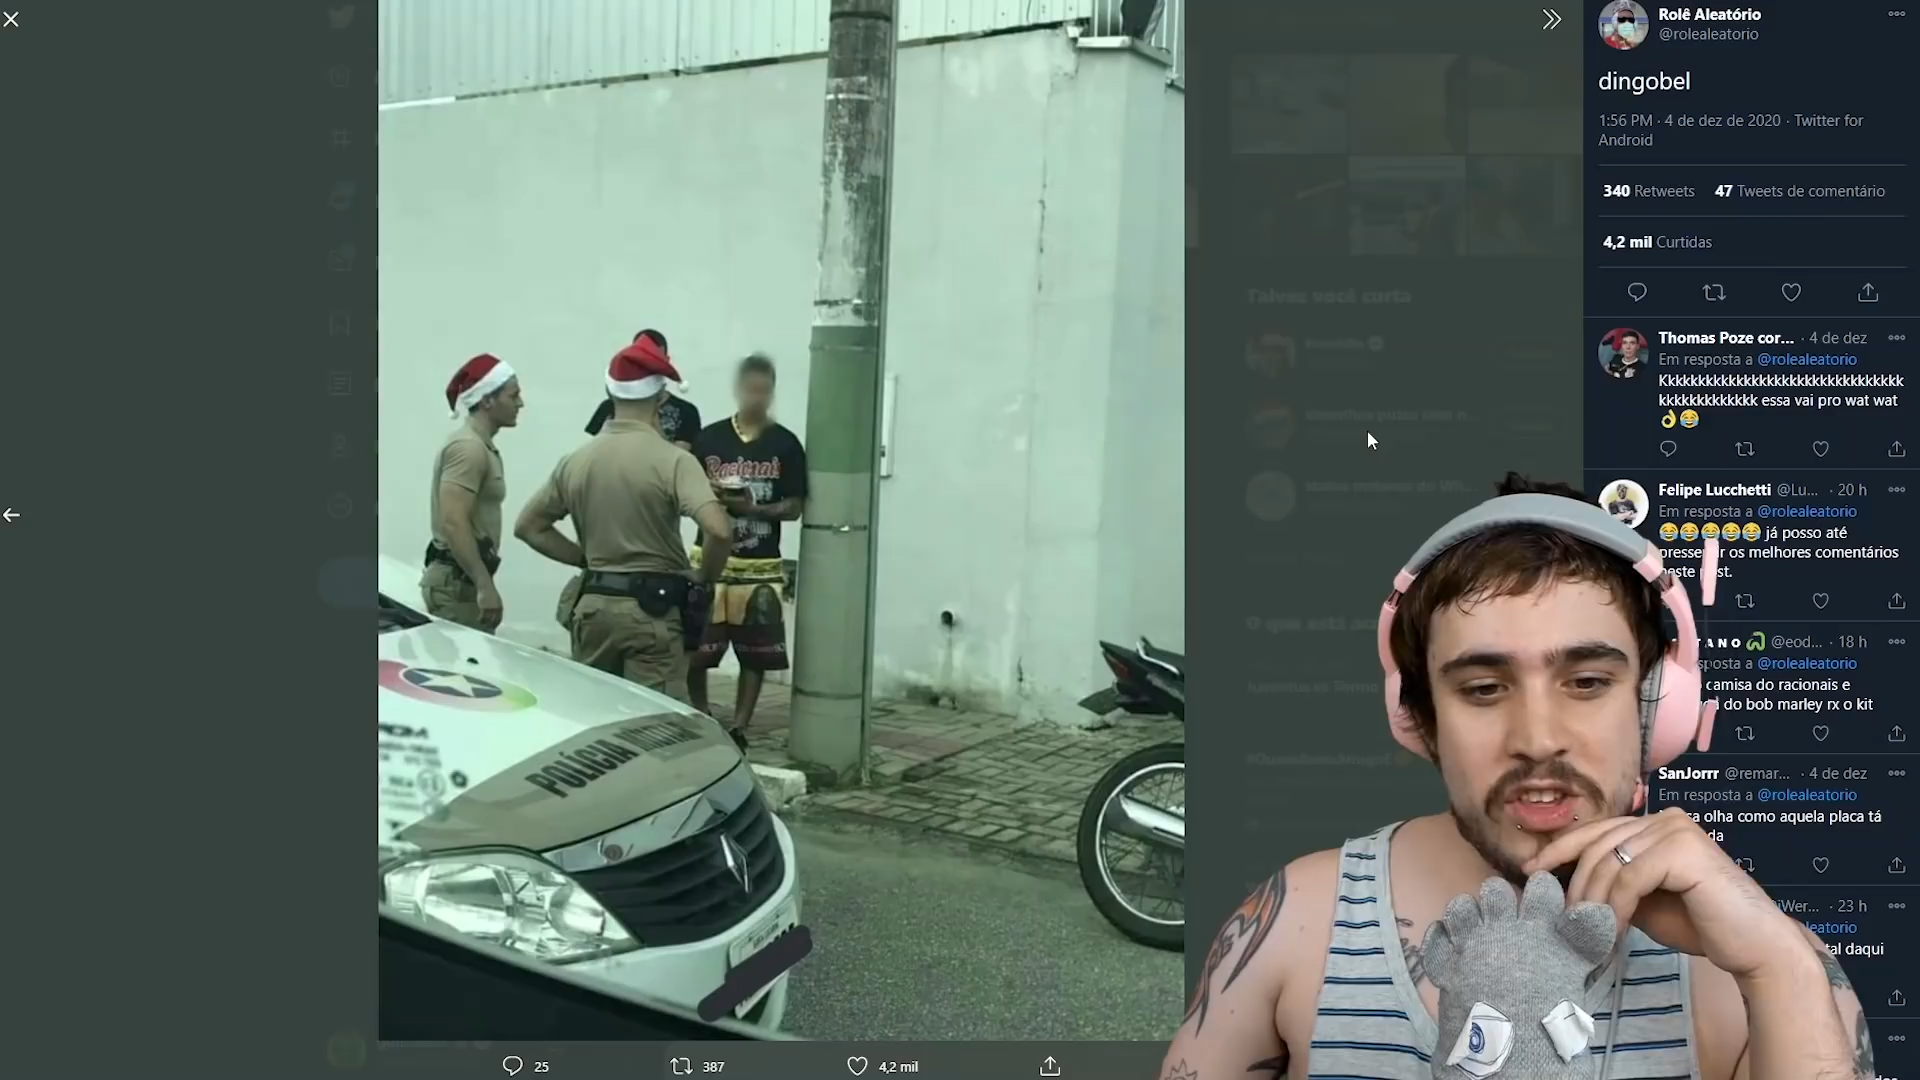 Rolê Aleatório
@rolealeatorio
dingobel
1:56 PM · 4 de dez de 2020 · Twitter for
Android
340 Retweets 47 Tweets de comentário
4,2 mil Curtidas
Thomas Poze cor... · 4 de dez
Em resposta a @rolealeatorio
Kkkkkkkkkkkkkkkkkkkkkkkkkkkkkk
kkkkkkkkkkkkk essa vai pro wat wat
👌😂
Felipe Lucchetti @Lu... · 20 h
Em resposta a @rolealeatorio
😂😂😂😂😂 já posso até
os melhores comentários
@eod... · 18 h
@rolealeatorio
camisa do racionais e
do bob marley rx o kit
SanJorrr @remar... · 4 de dez
Em resposta a @rolealeatorio
olha como aquela placa tá
· 23 h
daqui
Talvez você curta
Racionais
POLÍCIA MILITAR
25 387 4,2 mil